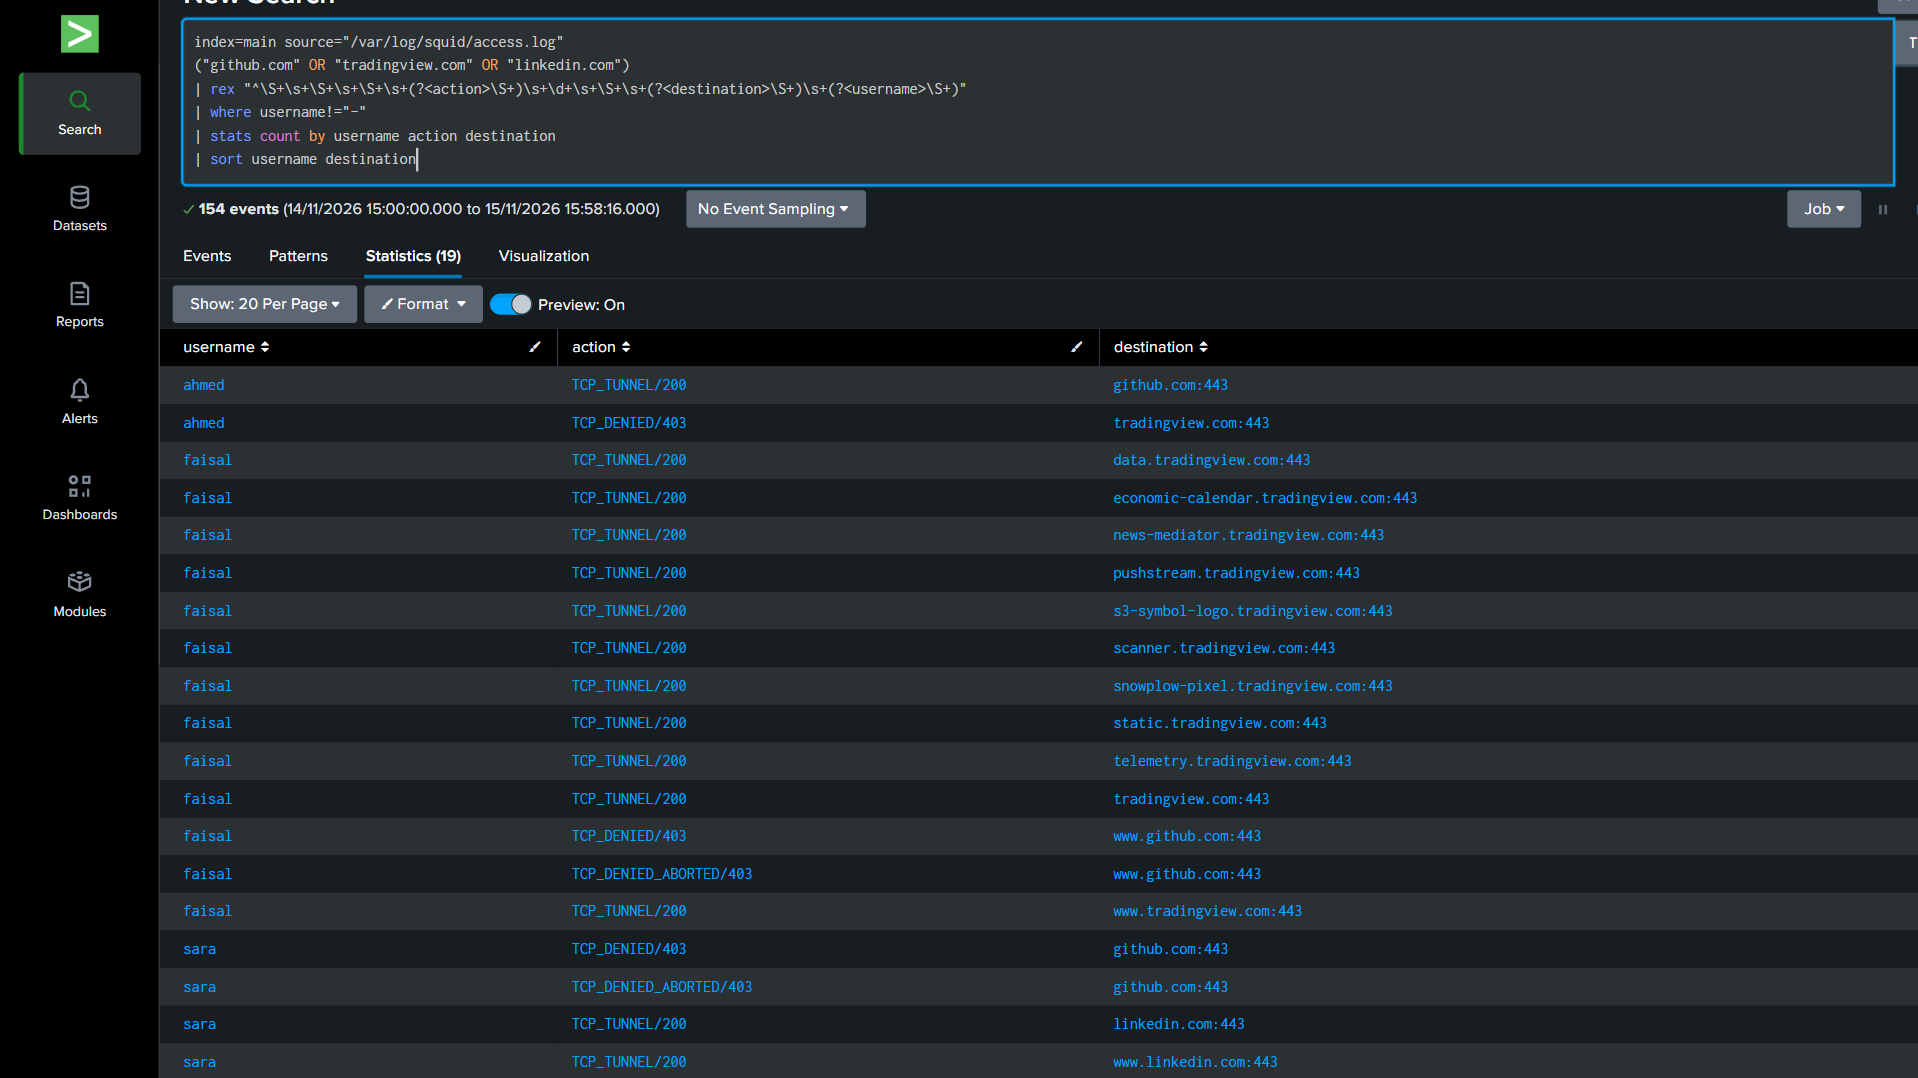 New Search
index=main source="/var/log/squid/access.log"
("github.com" OR "tradingview.com" OR "linkedin.com")
| rex "^\S+\s+\S+\s+\S+\s+(?<action>\S+)\s+\d+\s+\S+\s+(?<destination>\S+)\s+(?<username>\S+)"
| where username!="-"
| stats count by username action destination
| sort username destination
Search
Datasets
Reports
Alerts
Dashboards
Modules
154 events (14/11/2026 15:00:00.000 to 15/11/2026 15:58:16.000)
No Event Sampling
Job
Events Patterns Statistics (19) Visualization
Show: 20 Per Page Format Preview: On
username action destination
ahmed TCP_TUNNEL/200 github.com:443
ahmed TCP_DENIED/403 tradingview.com:443
faisal TCP_TUNNEL/200 data.tradingview.com:443
faisal TCP_TUNNEL/200 economic-calendar.tradingview.com:443
faisal TCP_TUNNEL/200 news-mediator.tradingview.com:443
faisal TCP_TUNNEL/200 pushstream.tradingview.com:443
faisal TCP_TUNNEL/200 s3-symbol-logo.tradingview.com:443
faisal TCP_TUNNEL/200 scanner.tradingview.com:443
faisal TCP_TUNNEL/200 snowplow-pixel.tradingview.com:443
faisal TCP_TUNNEL/200 static.tradingview.com:443
faisal TCP_TUNNEL/200 telemetry.tradingview.com:443
faisal TCP_TUNNEL/200 tradingview.com:443
faisal TCP_DENIED/403 www.github.com:443
faisal TCP_DENIED_ABORTED/403 www.github.com:443
faisal TCP_TUNNEL/200 www.tradingview.com:443
sara TCP_DENIED/403 github.com:443
sara TCP_DENIED_ABORTED/403 github.com:443
sara TCP_TUNNEL/200 linkedin.com:443
sara TCP_TUNNEL/200 www.linkedin.com:443